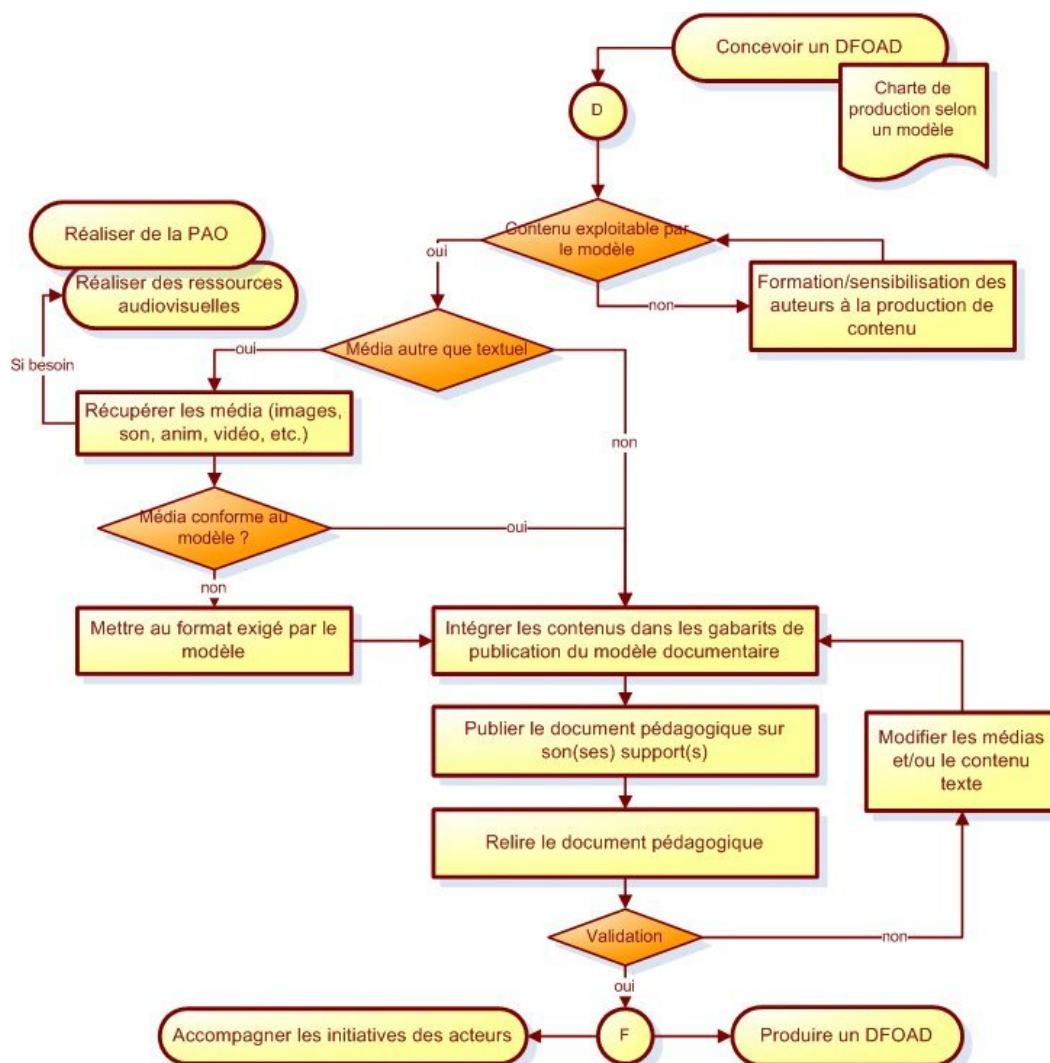 Concevoir un DFOAD
Charte de
production selon
un modèle
D
Contenu exploitable par
le modèle
oui
non
Formation/sensibilisation des
auteurs à la production de
contenu
Réaliser de la PAO
Réaliser des ressources
audiovisuelles
Si besoin
Média autre que textuel
oui
non
Récupérer les média (images,
son, anim, vidéo, etc.)
Média conforme au
modèle ?
oui
non
Mettre au format exigé par le
modèle
Intégrer les contenus dans les gabarits de
publication du modèle documentaire
Publier le document pédagogique sur
son(ses) support(s)
Modifier les médias
et/ou le contenu
texte
Relire le document pédagogique
Validation
non
oui
Accompagner les initiatives des acteurs
F
Produire un DFOAD